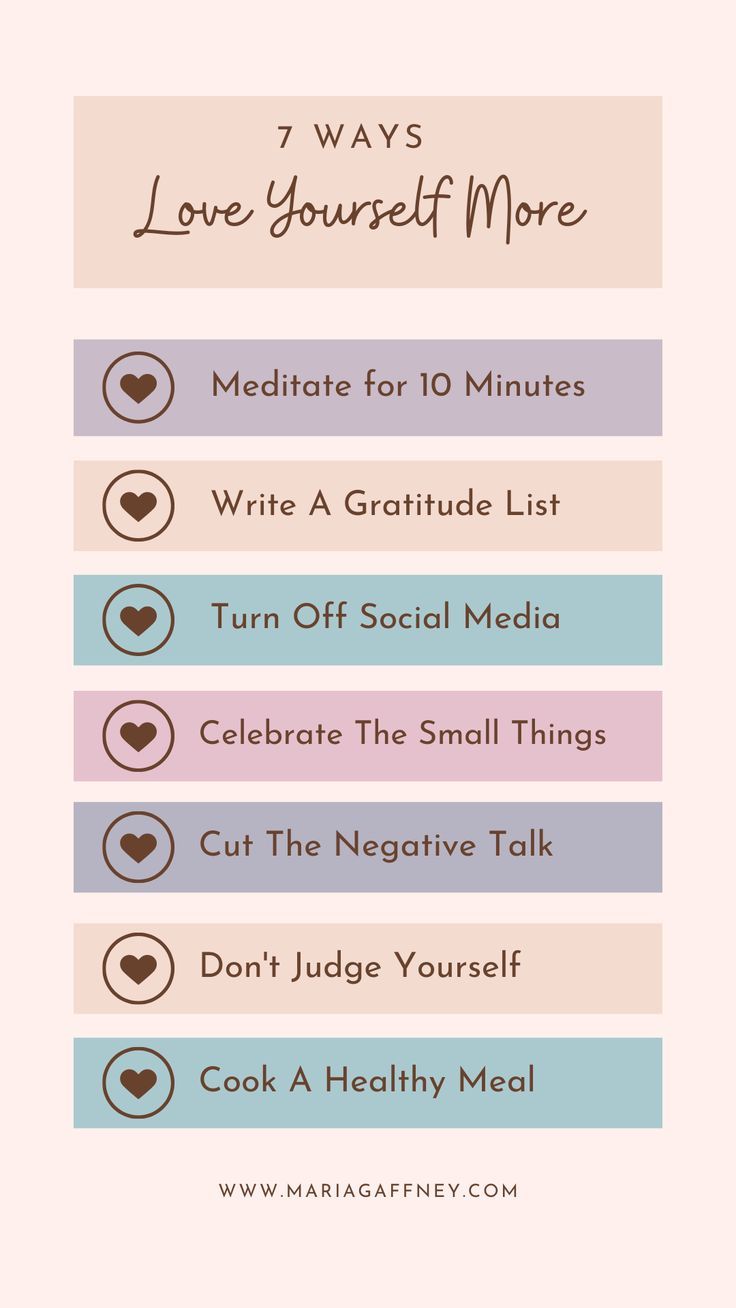 7 WAYS
Love Yourself More
Meditate for 10 Minutes
Write A Gratitude List
Turn Off Social Media
Celebrate The Small Things
Cut The Negative Talk
Don't Judge Yourself
Cook A Healthy Meal
WWW.MARIAGAFFNEY.COM